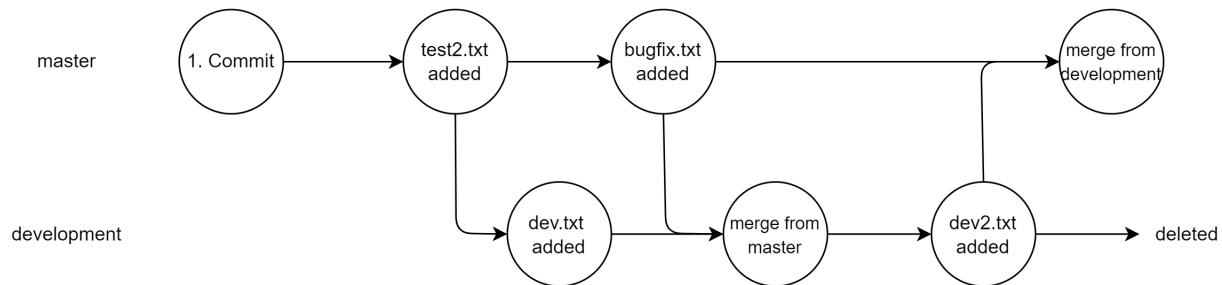 master
1. Commit
test2.txt
added
bugfix.txt
added
merge from
development
development
dev.txt
added
merge from
master
dev2.txt
added
deleted